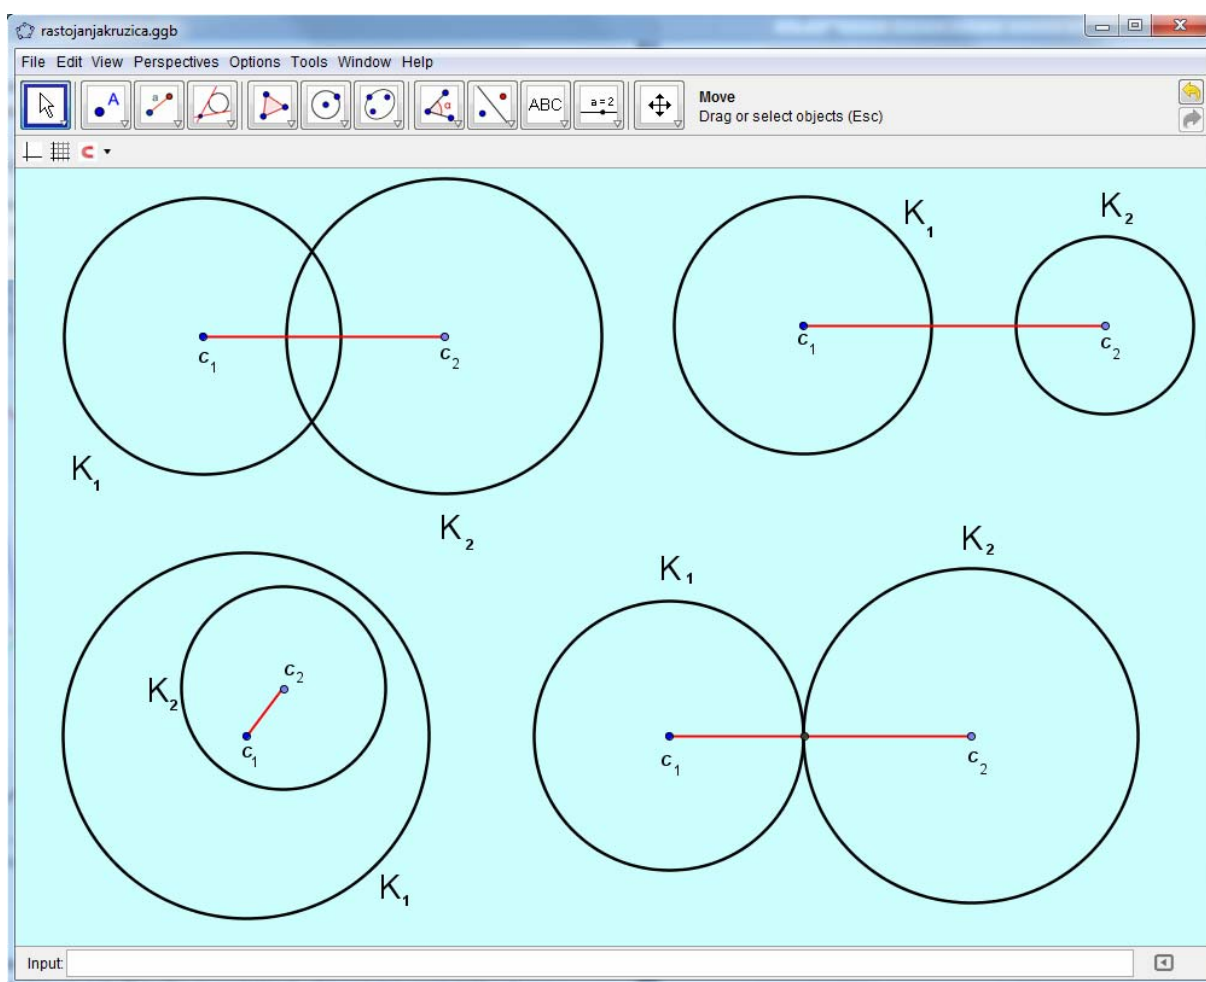 rastojanjakruzica.ggb
File Edit View Perspectives Options Tools Window Help
A a α ABC a = 2
Move
Drag or select objects (Esc)
K1 K2
c1 c2
c1 c2
K1
K2
K1 K2
c2
K2
c1
c1 c2
K1
Input: